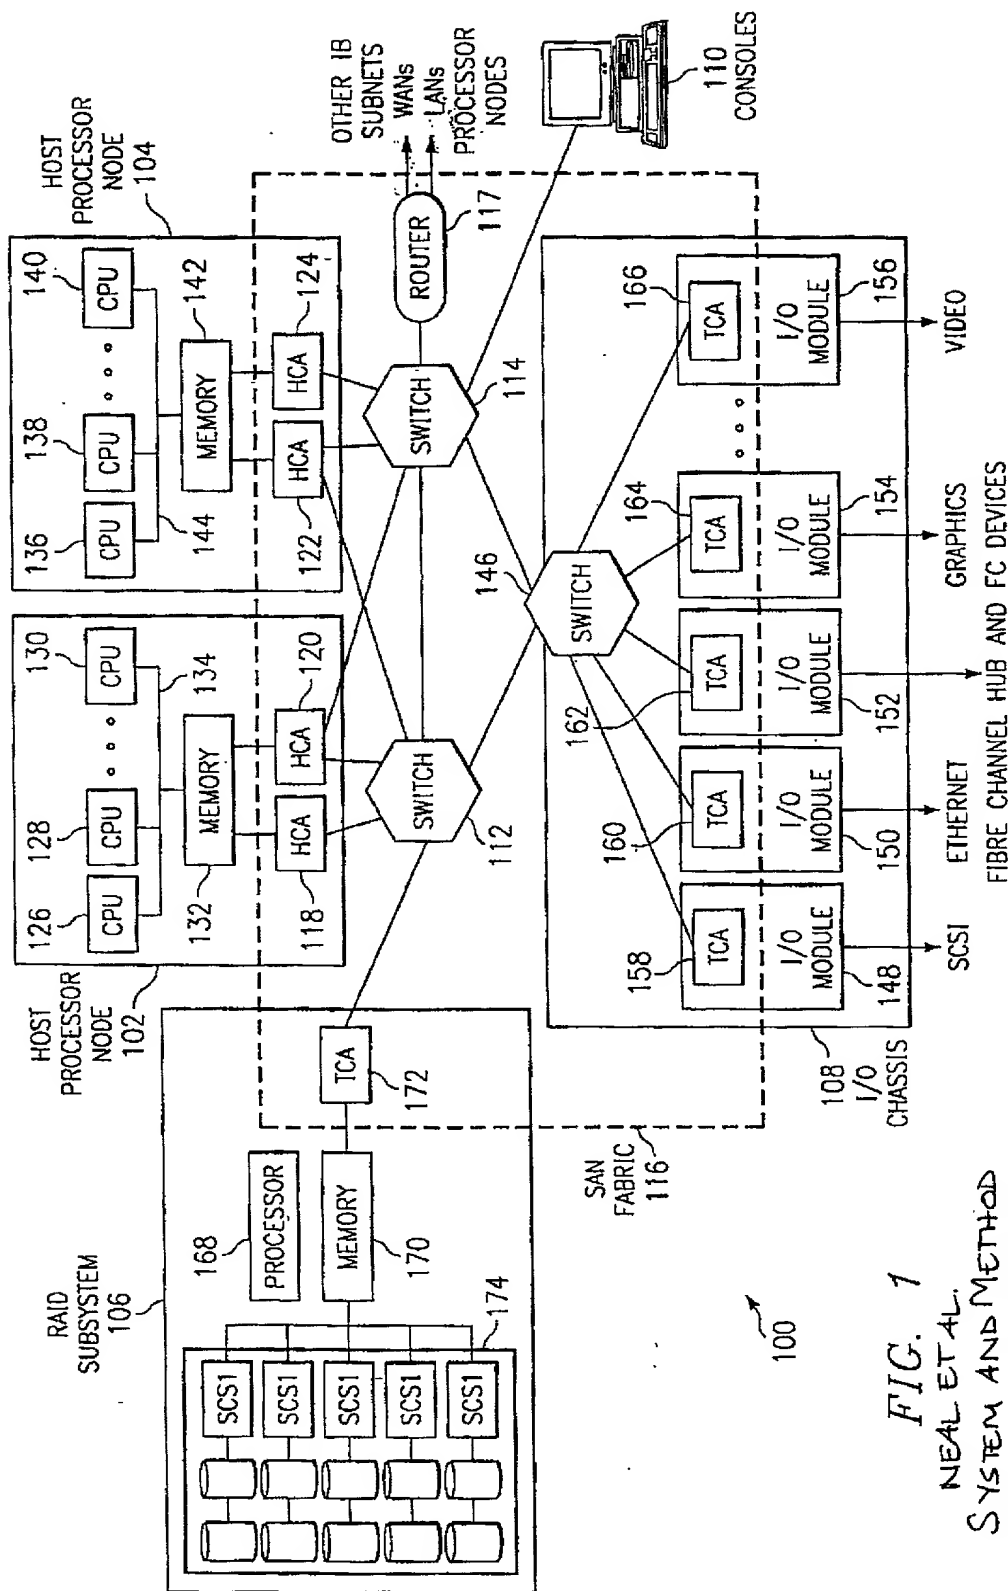 HOST
PROCESSOR
NODE
102
HOST
PROCESSOR
NODE
104
126
CPU
128
CPU
130
CPU
134
MEMORY
132
118
HCA
HCA
120
136
CPU
138
CPU
140
CPU
144
MEMORY
142
122
HCA
HCA
124
RAID
SUBSYSTEM
106
168
PROCESSOR
MEMORY
170
TCA
172
SCS1
SCS1
SCS1
SCS1
SCS1
174
SWITCH
112
SWITCH
114
ROUTER
117
OTHER IB
SUBNETS
WANs
LANs
PROCESSOR
NODES
110
CONSOLES
SAN
FABRIC
116
146
SWITCH
108
I/O
CHASSIS
158
TCA
I/O
MODULE
148
SCSI
160
TCA
I/O
MODULE
150
ETHERNET
162
TCA
I/O
MODULE
152
FIBRE CHANNEL HUB AND FC DEVICES
164
TCA
I/O
MODULE
154
GRAPHICS
166
TCA
I/O
MODULE
156
VIDEO
100
FIG. 1
NEAL ET AL.
SYSTEM AND METHOD